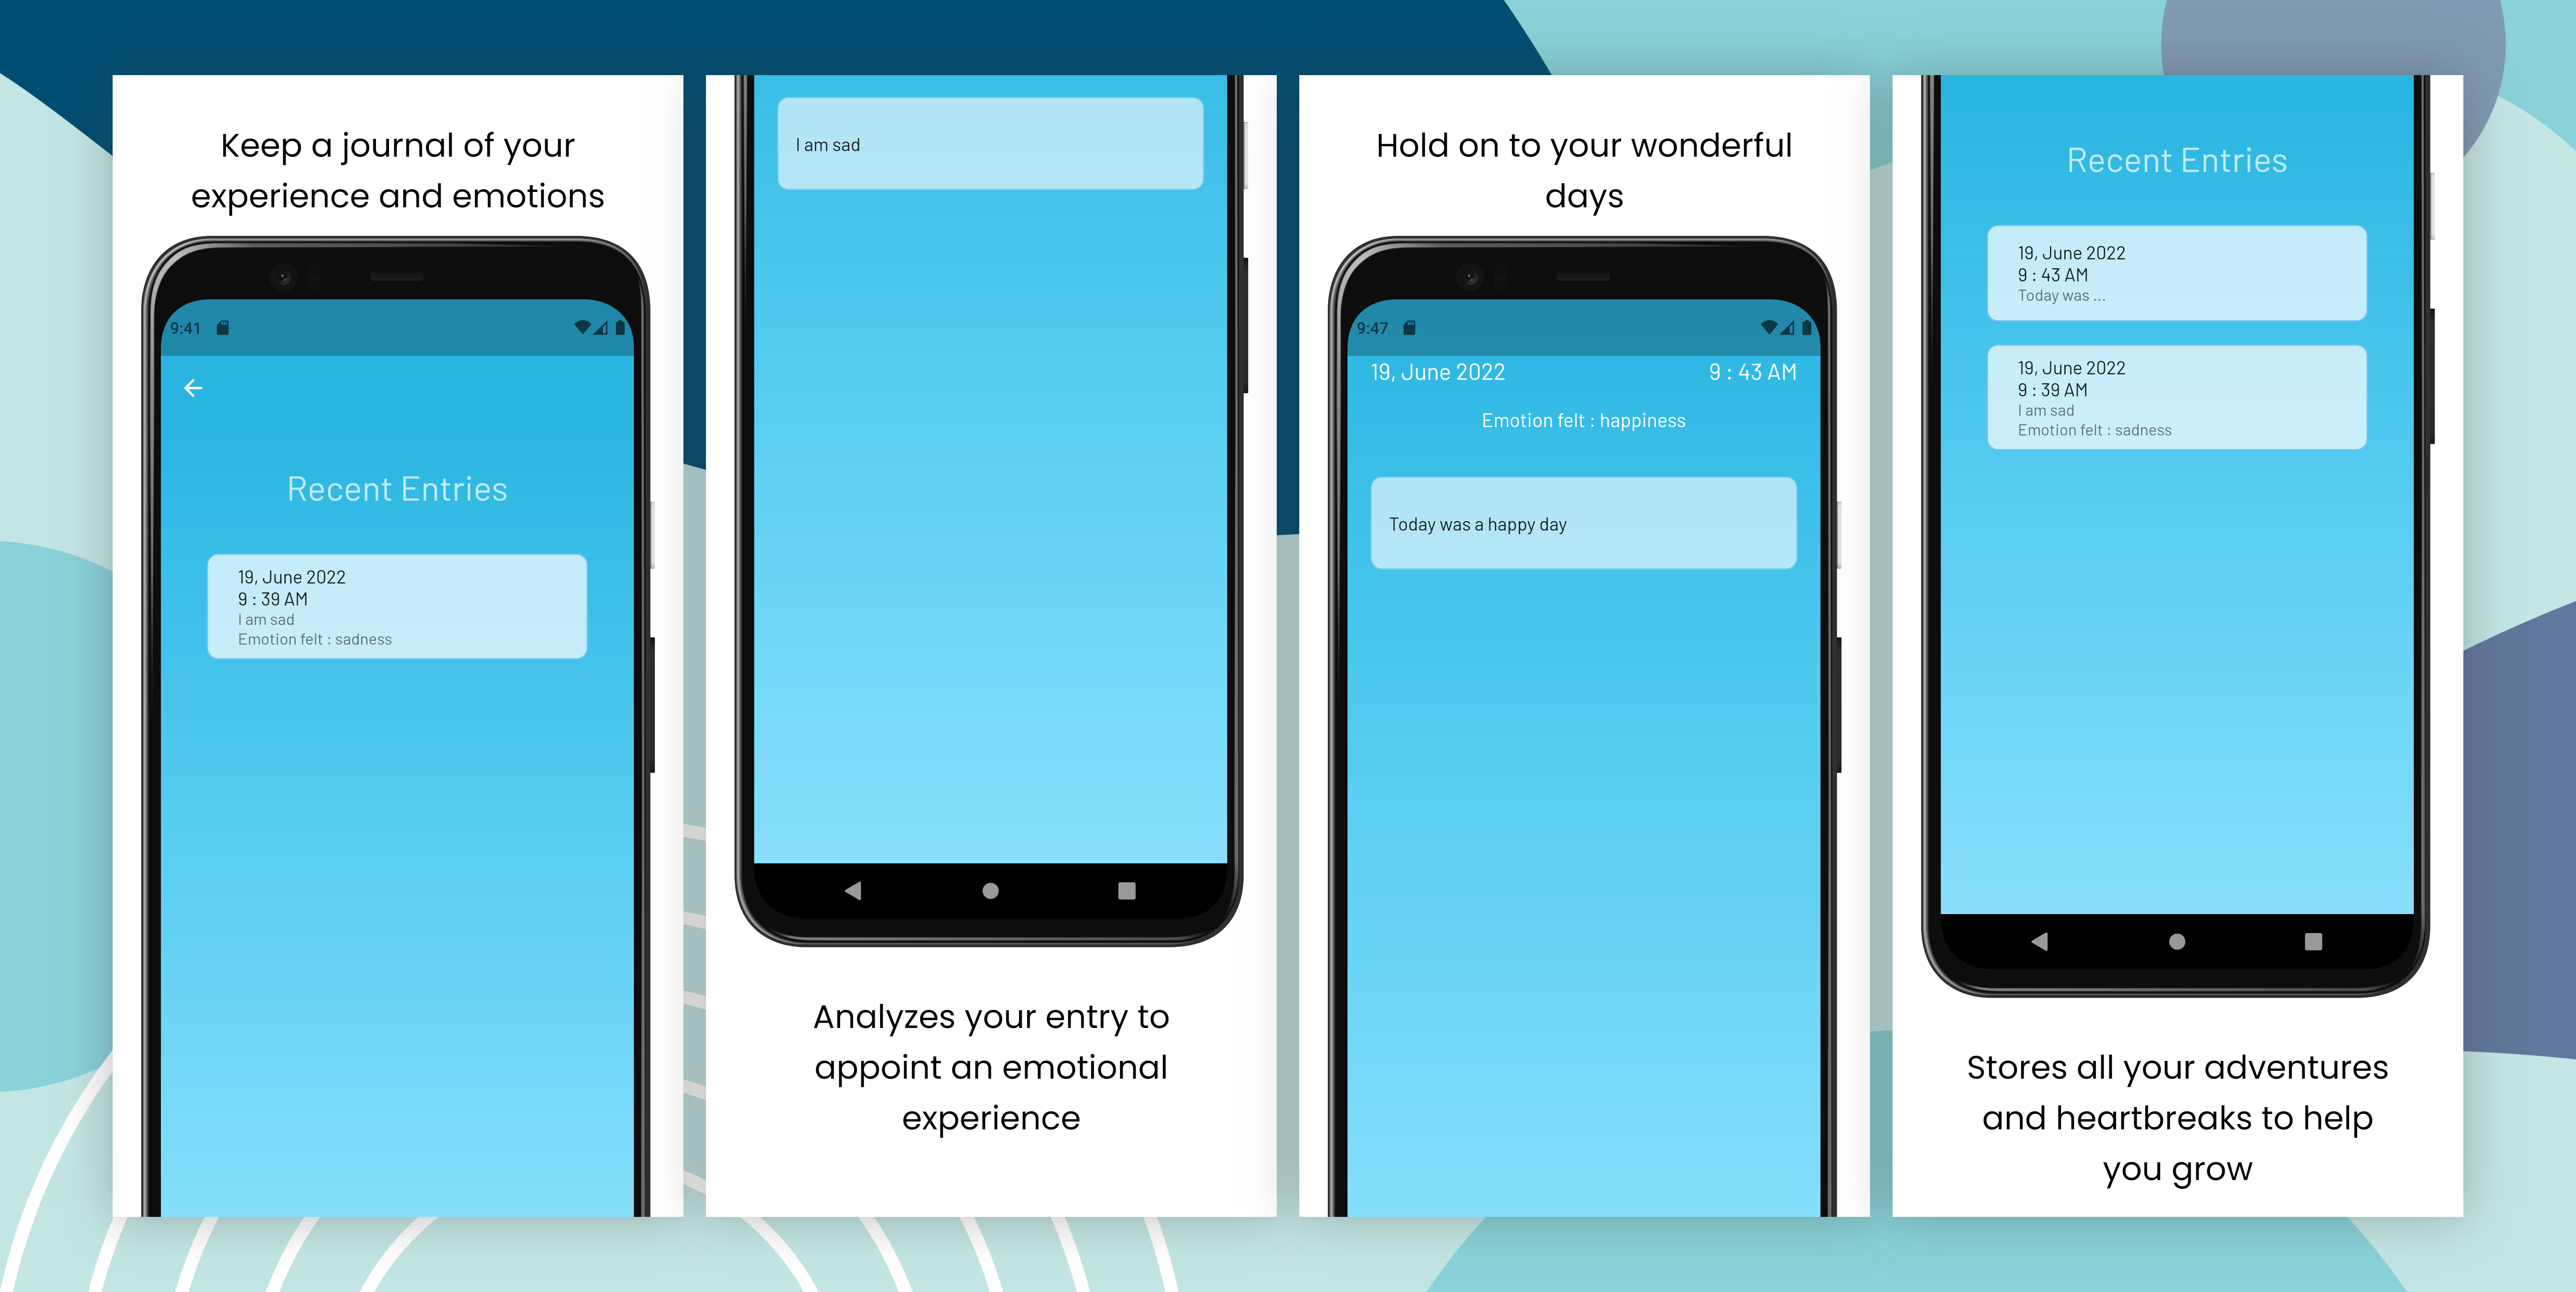 Keep a journal of your
experience and emotions
9:41
Recent Entries
19, June 2022
9 : 39 AM
I am sad
Emotion felt : sadness
I am sad
Analyzes your entry to
appoint an emotional
experience
Hold on to your wonderful
days
9:47
19, June 2022 9 : 43 AM
Emotion felt : happiness
Today was a happy day
Recent Entries
19, June 2022
9 : 43 AM
Today was ...
19, June 2022
9 : 39 AM
I am sad
Emotion felt : sadness
Stores all your adventures
and heartbreaks to help
you grow